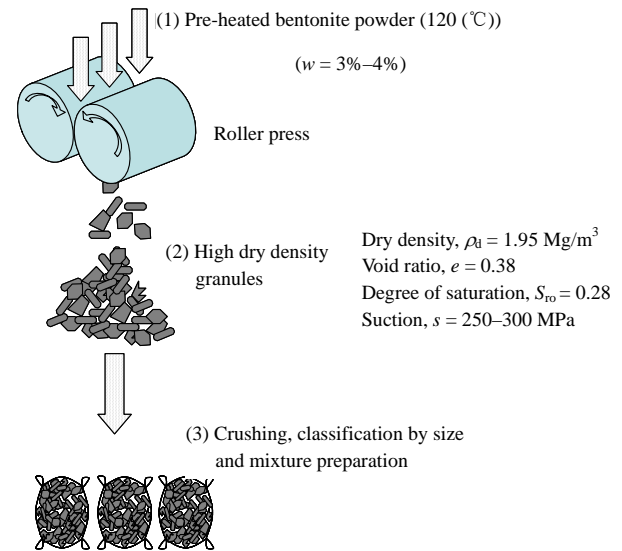 (1) Pre-heated bentonite powder (120 (℃))
(w = 3%–4%)
Roller press
(2) High dry density
granules
Dry density, ρd = 1.95 Mg/m³
Void ratio, e = 0.38
Degree of saturation, Sro = 0.28
Suction, s = 250–300 MPa
(3) Crushing, classification by size
and mixture preparation